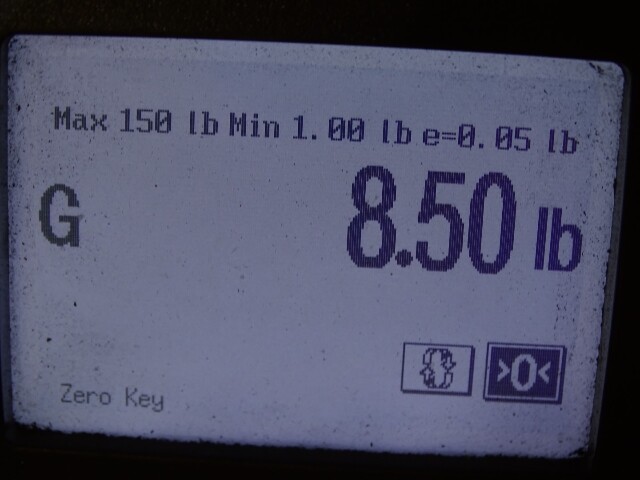 Max 150 lb Min 1.00 lb e=0.05 lb
G 8.50 lb
>0<
Zero Key